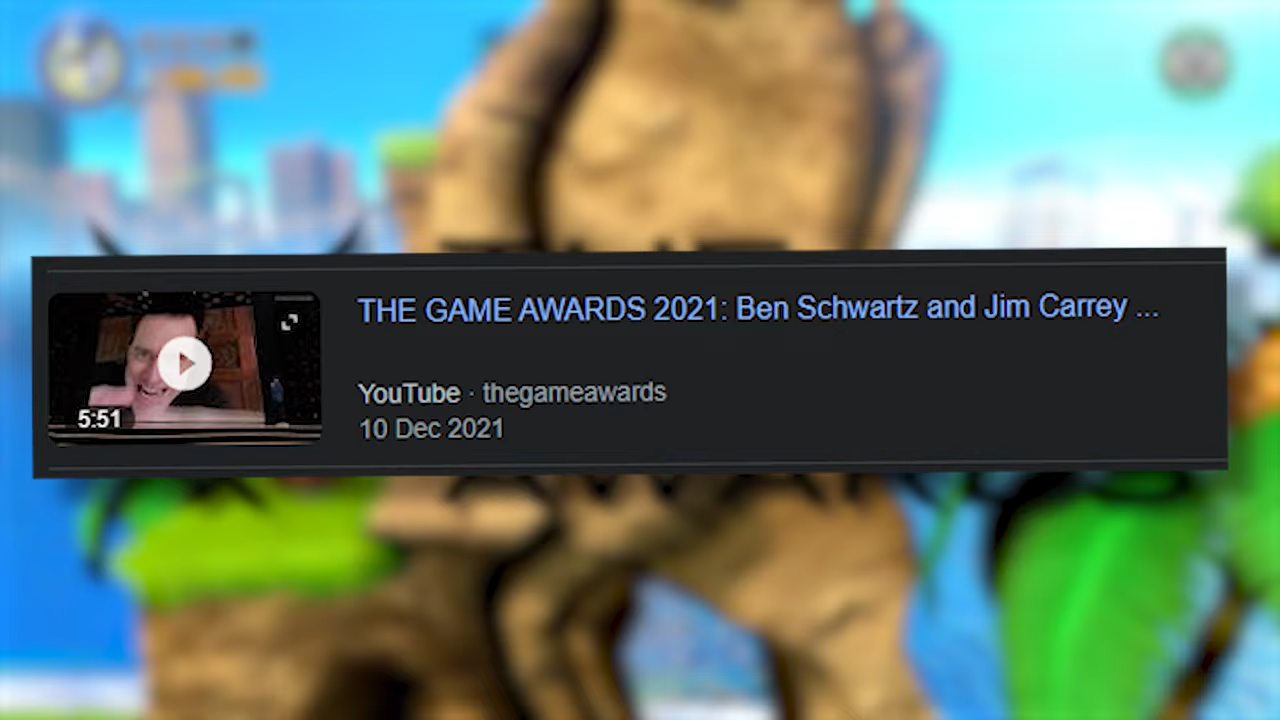 THE GAME AWARDS 2021: Ben Schwartz and Jim Carrey ...
YouTube · thegameawards
10 Dec 2021
5:51